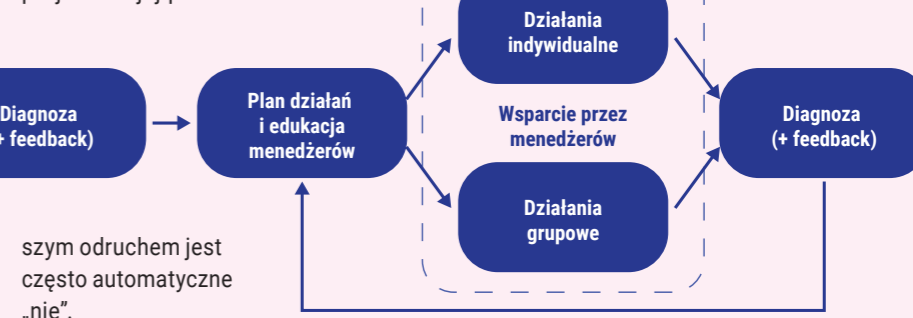 Działania
indywidualne
Diagnoza
(+ feedback)
Plan działań
i edukacja
menedżerów
Wsparcie przez
menedżerów
Diagnoza
(+ feedback)
Działania
grupowe
szym odruchem jest
często automatyczne
„nie”.